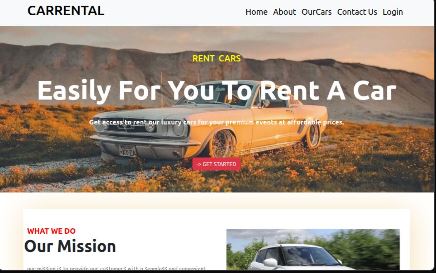 CARRENTAL
Home About OurCars Contact Us Login
RENT CARS
Easily For You To Rent A Car
Get access to rent our luxury cars for your premium events at affordable prices.
-> GET STARTED
WHAT WE DO
Our Mission